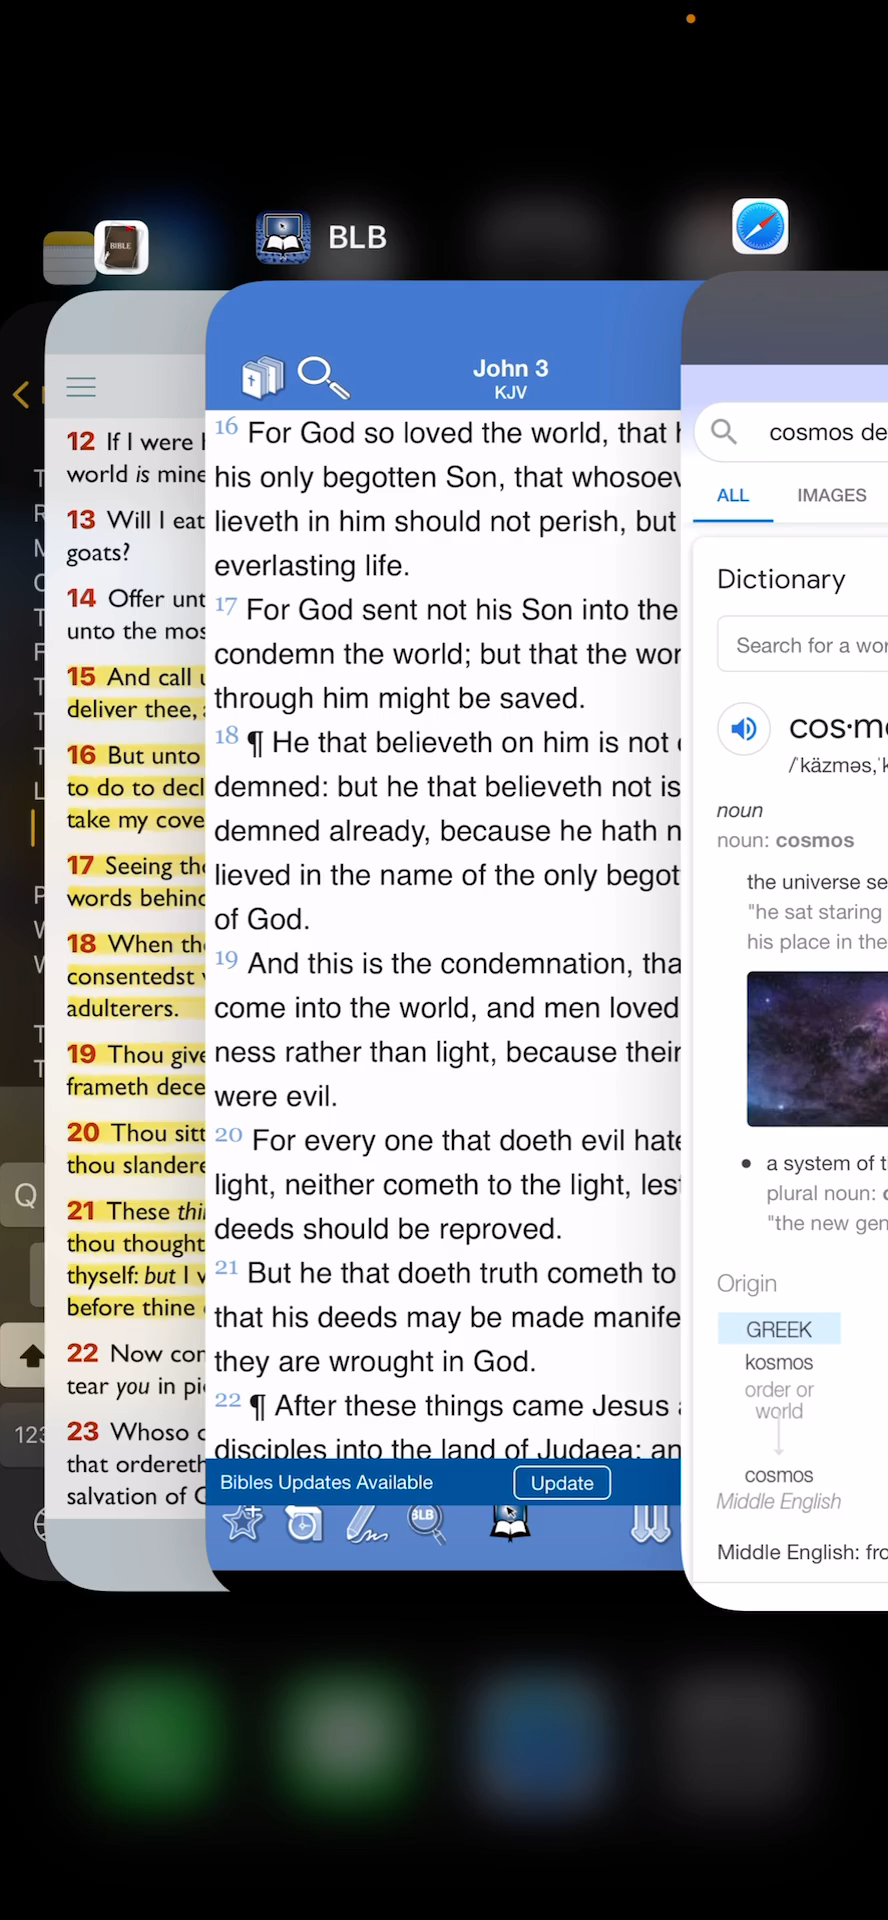 BIBLE
BLB
12 If I were
world is mine
13 Will I eat
goats?
14 Offer unt
unto the mos
15 And call
deliver thee,
16 But unto
to do to decl
take my cove
17 Seeing the
words behind
18 When the
consentedst
adulterers.
19 Thou give
frameth dece
20 Thou sitt
thou slandere
21 These thi
thou thought
thyself: but I
before thine
22 Now con
tear you in pi
23 Whoso
that ordereth
salvation of
Q
123
John 3
KJV
16 For God so loved the world, that
his only begotten Son, that whosoev
lieveth in him should not perish, but
everlasting life.
17 For God sent not his Son into the
condemn the world; but that the wor
through him might be saved.
18 ¶ He that believeth on him is not
demned: but he that believeth not is
demned already, because he hath n
lieved in the name of the only begot
of God.
19 And this is the condemnation, tha
come into the world, and men loved
ness rather than light, because their
were evil.
20 For every one that doeth evil hate
light, neither cometh to the light, lest
deeds should be reproved.
21 But he that doeth truth cometh to
that his deeds may be made manife
they are wrought in God.
22 ¶ After these things came Jesus
disciples into the land of Judaea; an
Bibles Updates Available
Update
BLB
cosmos de
ALL IMAGES
Dictionary
Search for a wor
cos·mo
/ˈkäzməs,ˈk
noun
noun: cosmos
the universe se
"he sat staring
his place in the
a system of t
plural noun: c
"the new gen
Origin
GREEK
kosmos
order or
world
cosmos
Middle English
Middle English: fro